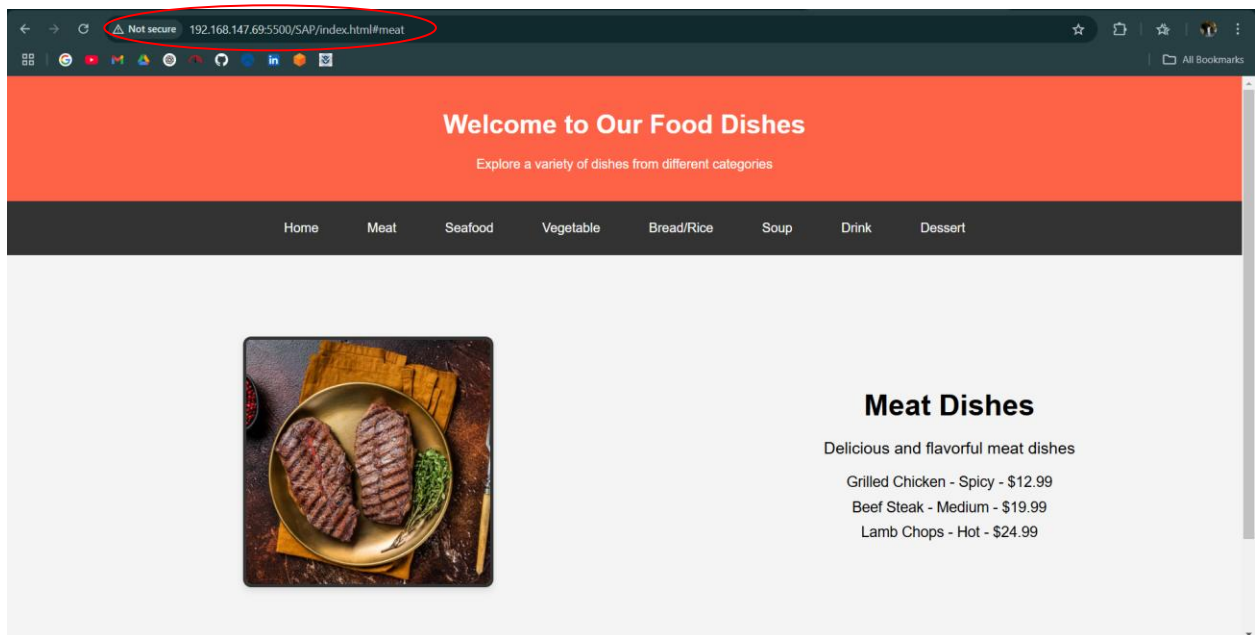 Not secure 192.168.147.69:5500/SAP/index.html#meat
All Bookmarks
Welcome to Our Food Dishes
Explore a variety of dishes from different categories
Home Meat Seafood Vegetable Bread/Rice Soup Drink Dessert
Meat Dishes
Delicious and flavorful meat dishes
Grilled Chicken - Spicy - $12.99
Beef Steak - Medium - $19.99
Lamb Chops - Hot - $24.99